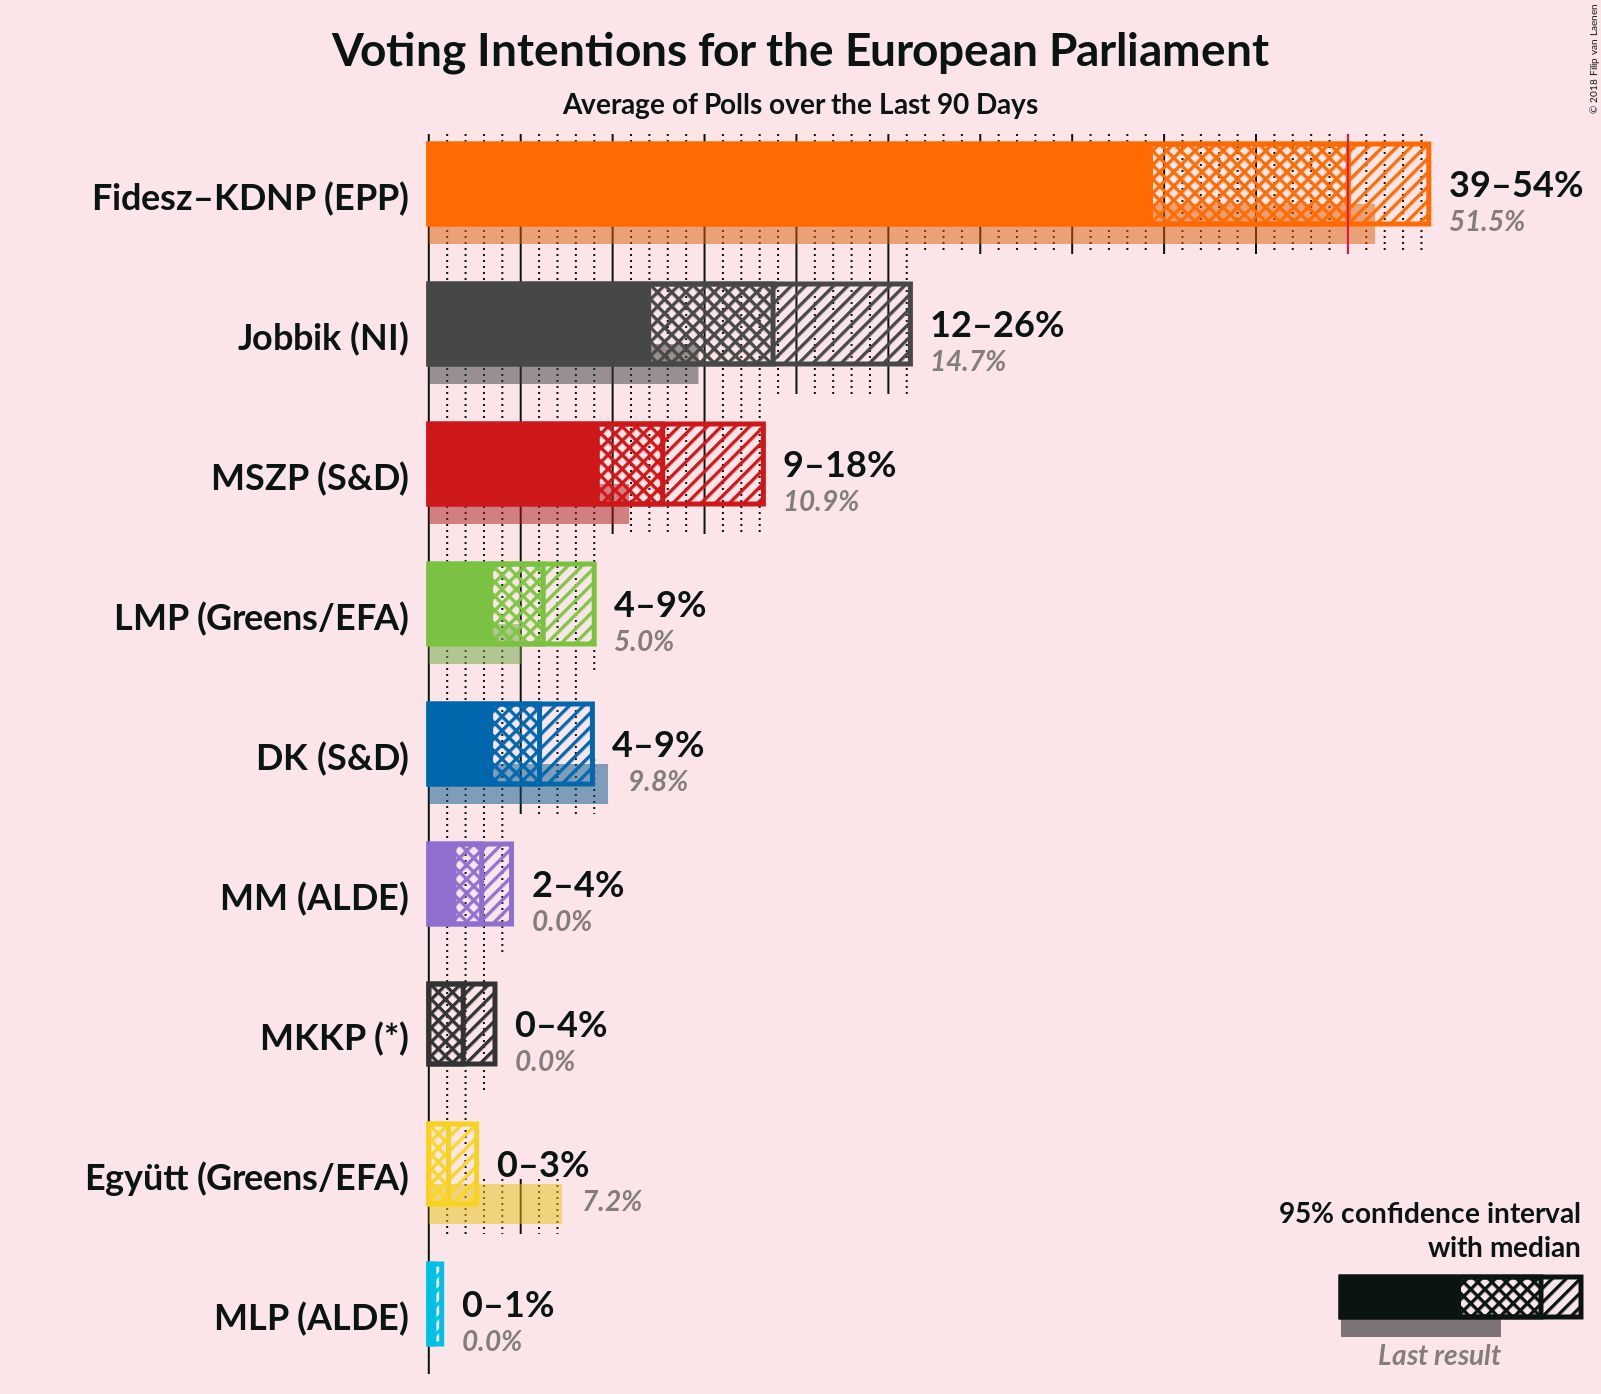 Voting Intentions for the European Parliament
Average of Polls over the Last 90 Days
© 2018 Filip van Laenen
Fidesz–KDNP (EPP)
39–54%
51.5%
Jobbik (NI)
12–26%
14.7%
MSZP (S&D)
9–18%
10.9%
LMP (Greens/EFA)
4–9%
5.0%
DK (S&D)
4–9%
9.8%
MM (ALDE)
2–4%
0.0%
MKKP (*)
0–4%
0.0%
Együtt (Greens/EFA)
0–3%
7.2%
MLP (ALDE)
0–1%
0.0%
95% confidence interval
with median
Last result